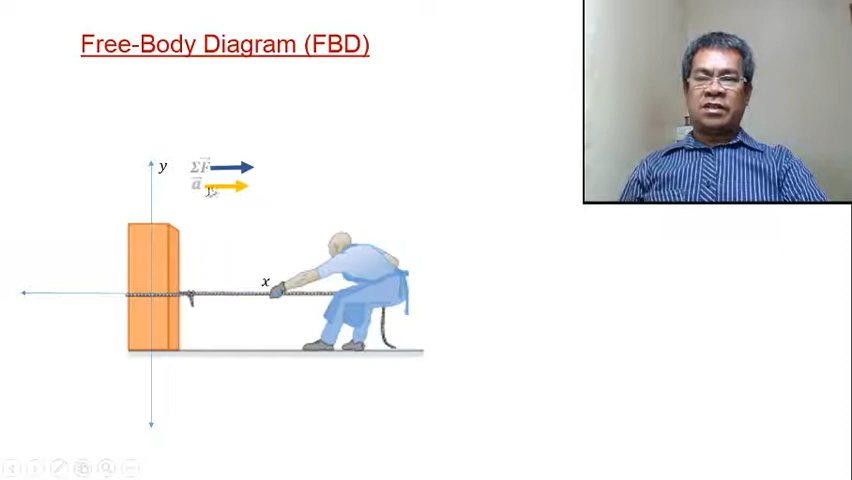 Free-Body Diagram (FBD)
y
ΣF⃗
a⃗
x